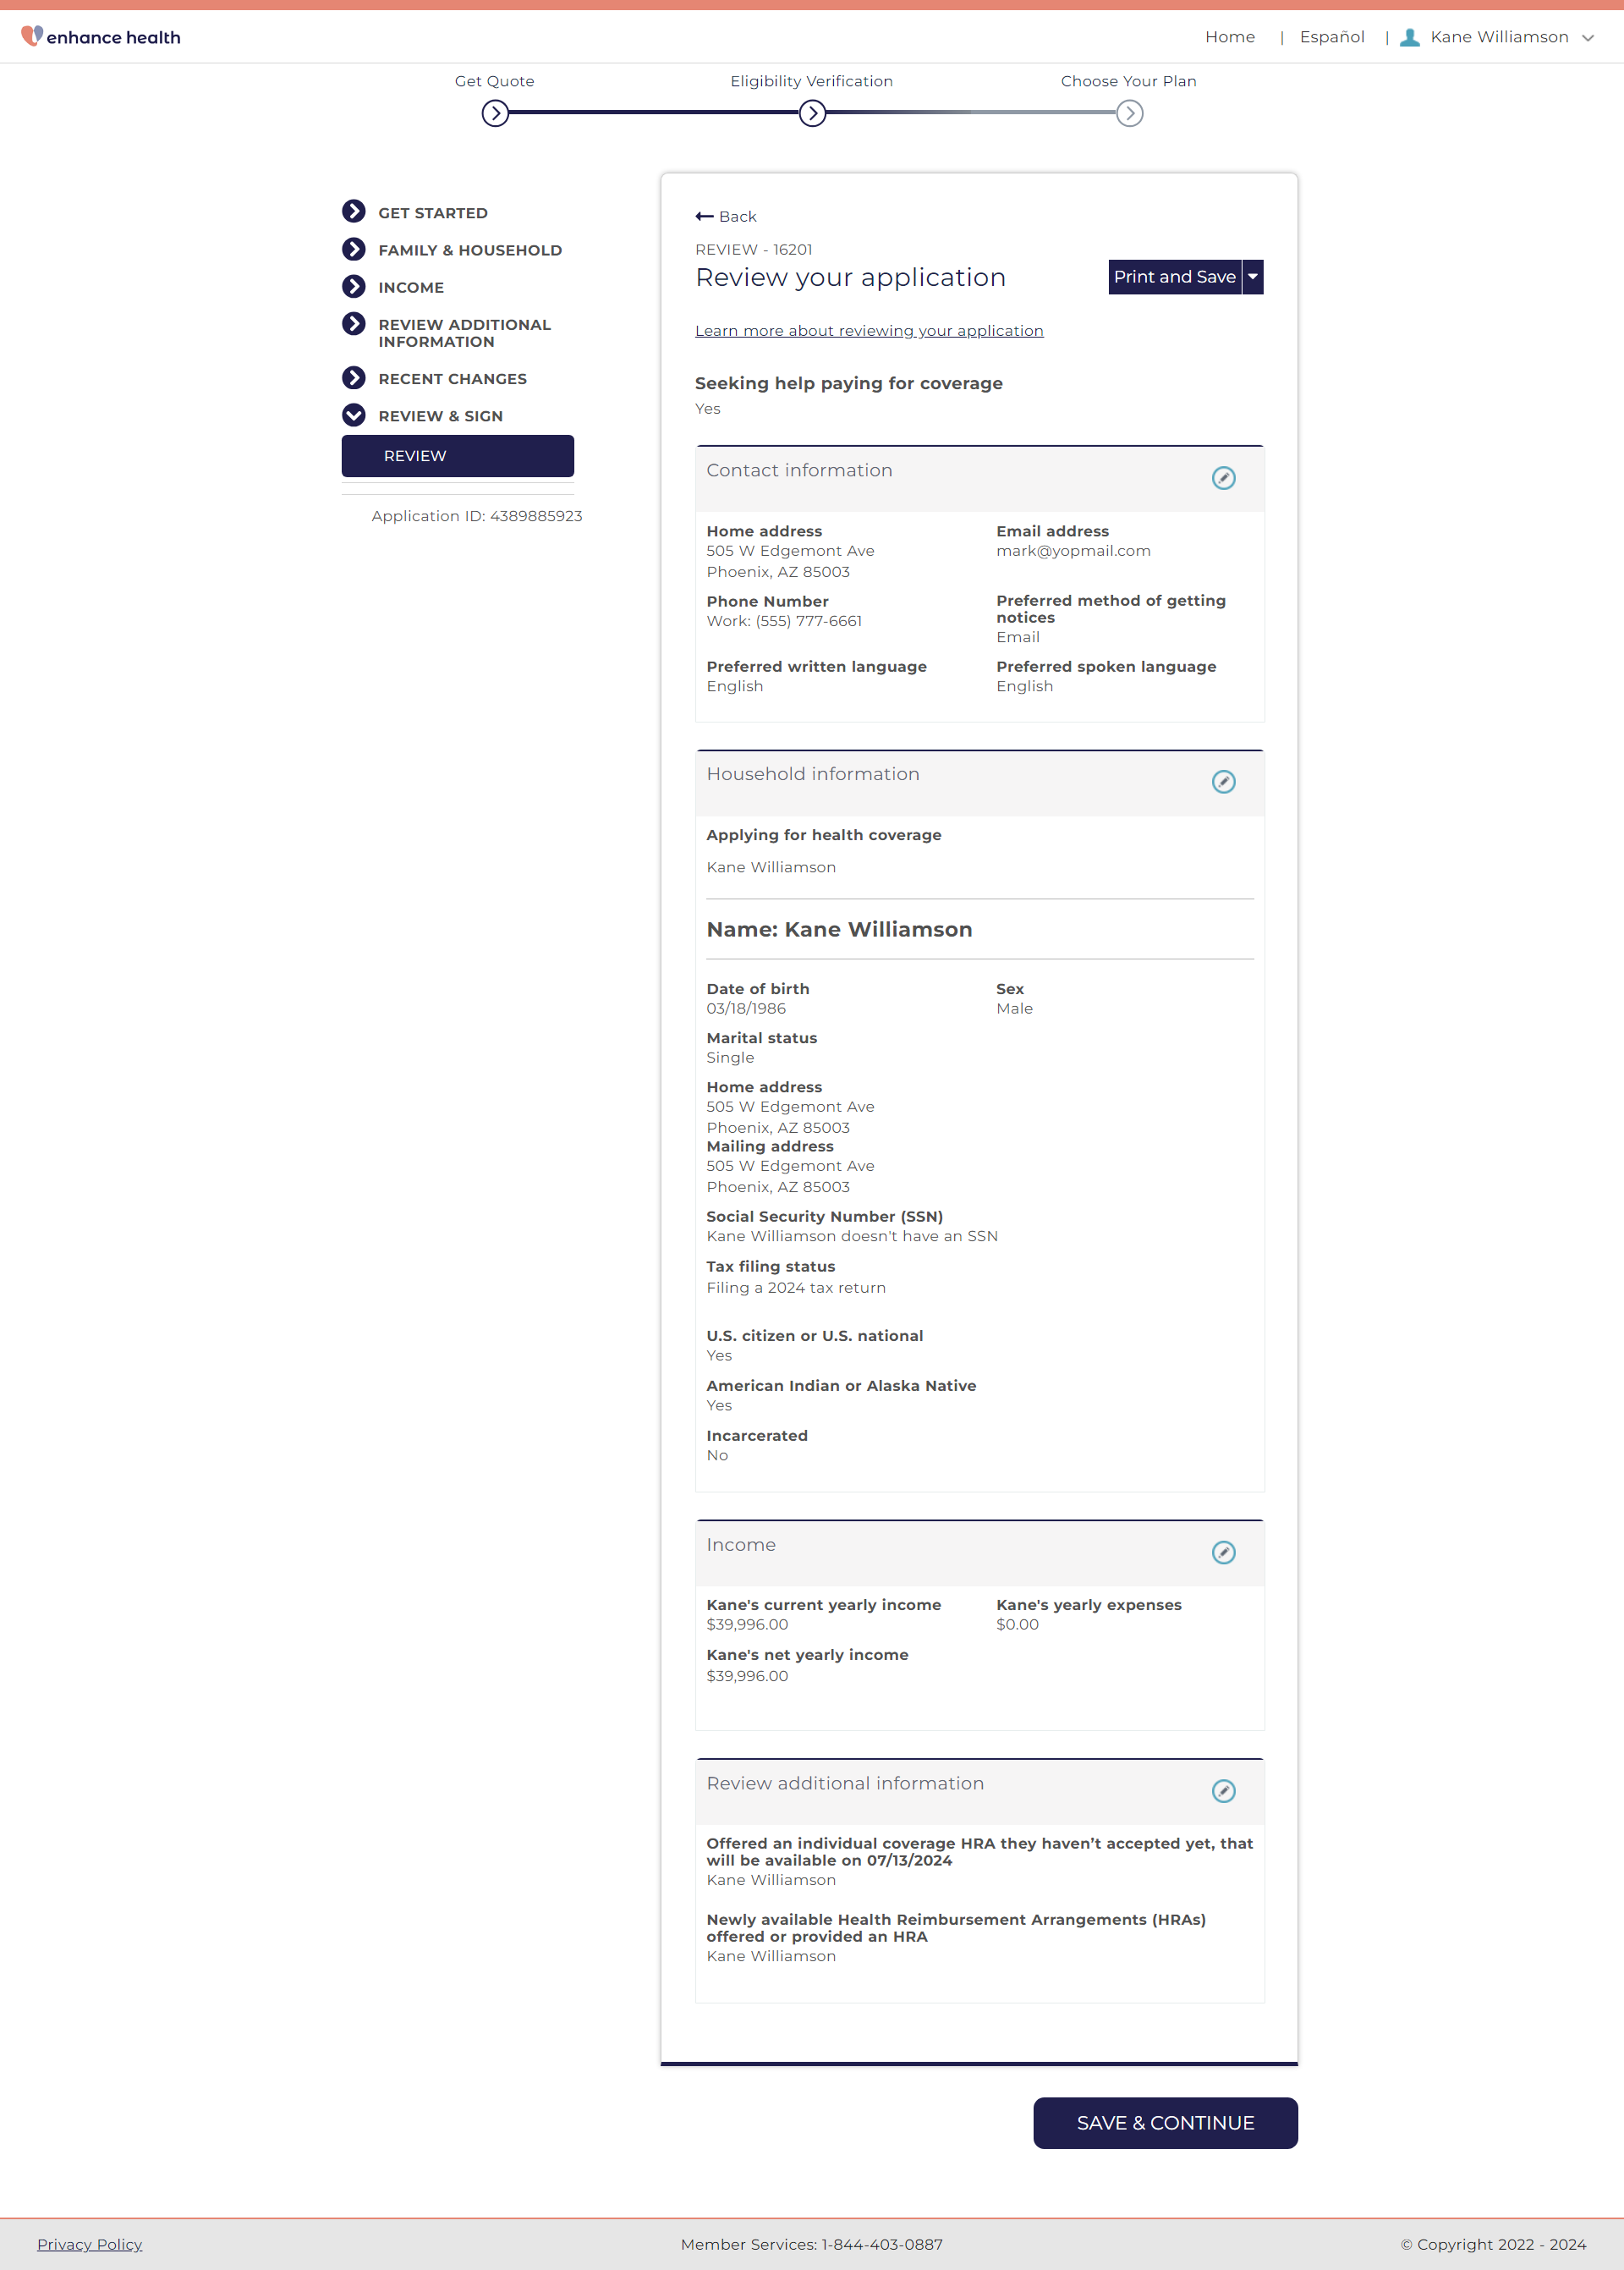 enhance health
Home | Español | Kane Williamson
Get Quote
Eligibility Verification
Choose Your Plan
GET STARTED
FAMILY & HOUSEHOLD
INCOME
REVIEW ADDITIONAL
INFORMATION
RECENT CHANGES
REVIEW & SIGN
REVIEW
Application ID: 4389885923
Back
REVIEW - 16201
Review your application
Print and Save
Learn more about reviewing your application
Seeking help paying for coverage
Yes
Contact information
Home address
505 W Edgemont Ave
Phoenix, AZ 85003
Email address
mark@yopmail.com
Phone Number
Work: (555) 777-6661
Preferred method of getting
notices
Email
Preferred written language
English
Preferred spoken language
English
Household information
Applying for health coverage
Kane Williamson
Name: Kane Williamson
Date of birth
03/18/1986
Sex
Male
Marital status
Single
Home address
505 W Edgemont Ave
Phoenix, AZ 85003
Mailing address
505 W Edgemont Ave
Phoenix, AZ 85003
Social Security Number (SSN)
Kane Williamson doesn't have an SSN
Tax filing status
Filing a 2024 tax return
U.S. citizen or U.S. national
Yes
American Indian or Alaska Native
Yes
Incarcerated
No
Income
Kane's current yearly income
$39,996.00
Kane's yearly expenses
$0.00
Kane's net yearly income
$39,996.00
Review additional information
Offered an individual coverage HRA they haven’t accepted yet, that
will be available on 07/13/2024
Kane Williamson
Newly available Health Reimbursement Arrangements (HRAs)
offered or provided an HRA
Kane Williamson
SAVE & CONTINUE
Privacy Policy
Member Services: 1-844-403-0887
© Copyright 2022 - 2024